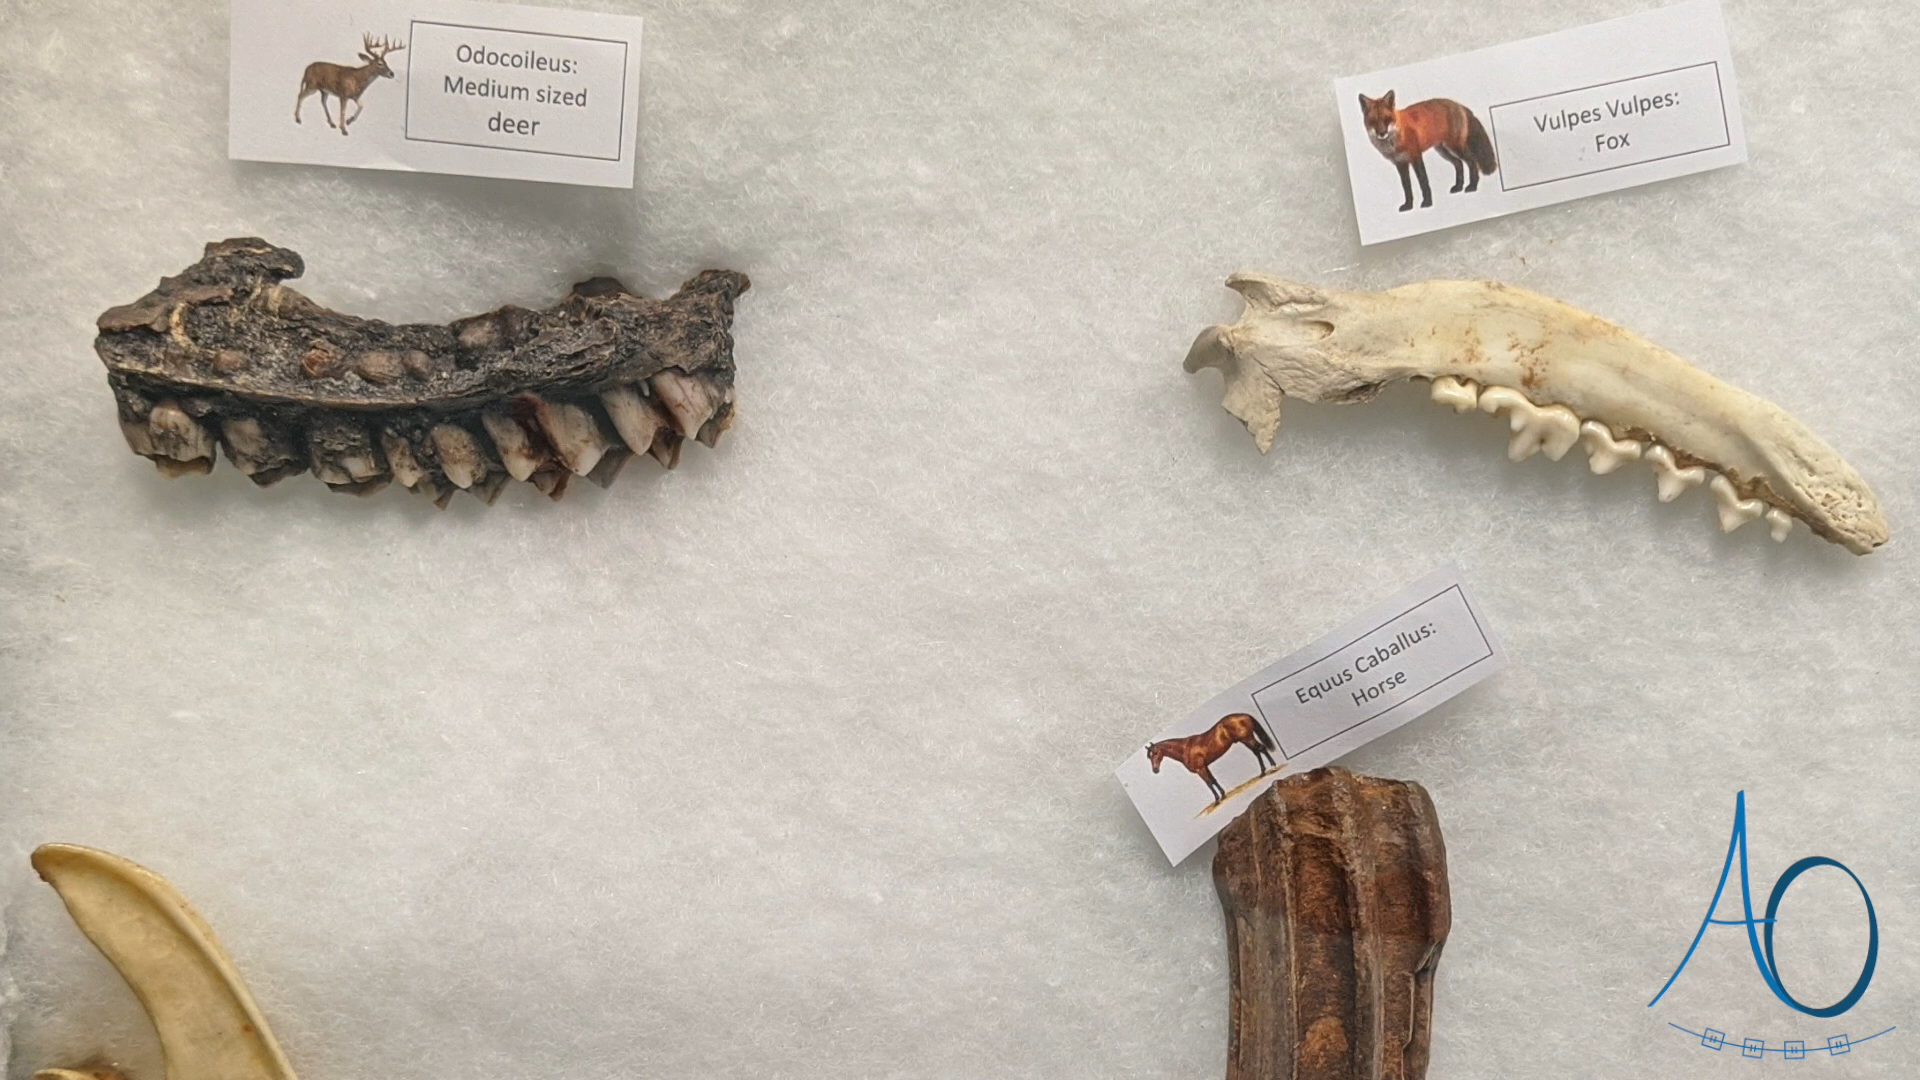 Odocoileus:
Medium sized
deer
Vulpes Vulpes:
Fox
Equus Caballus:
Horse
AO